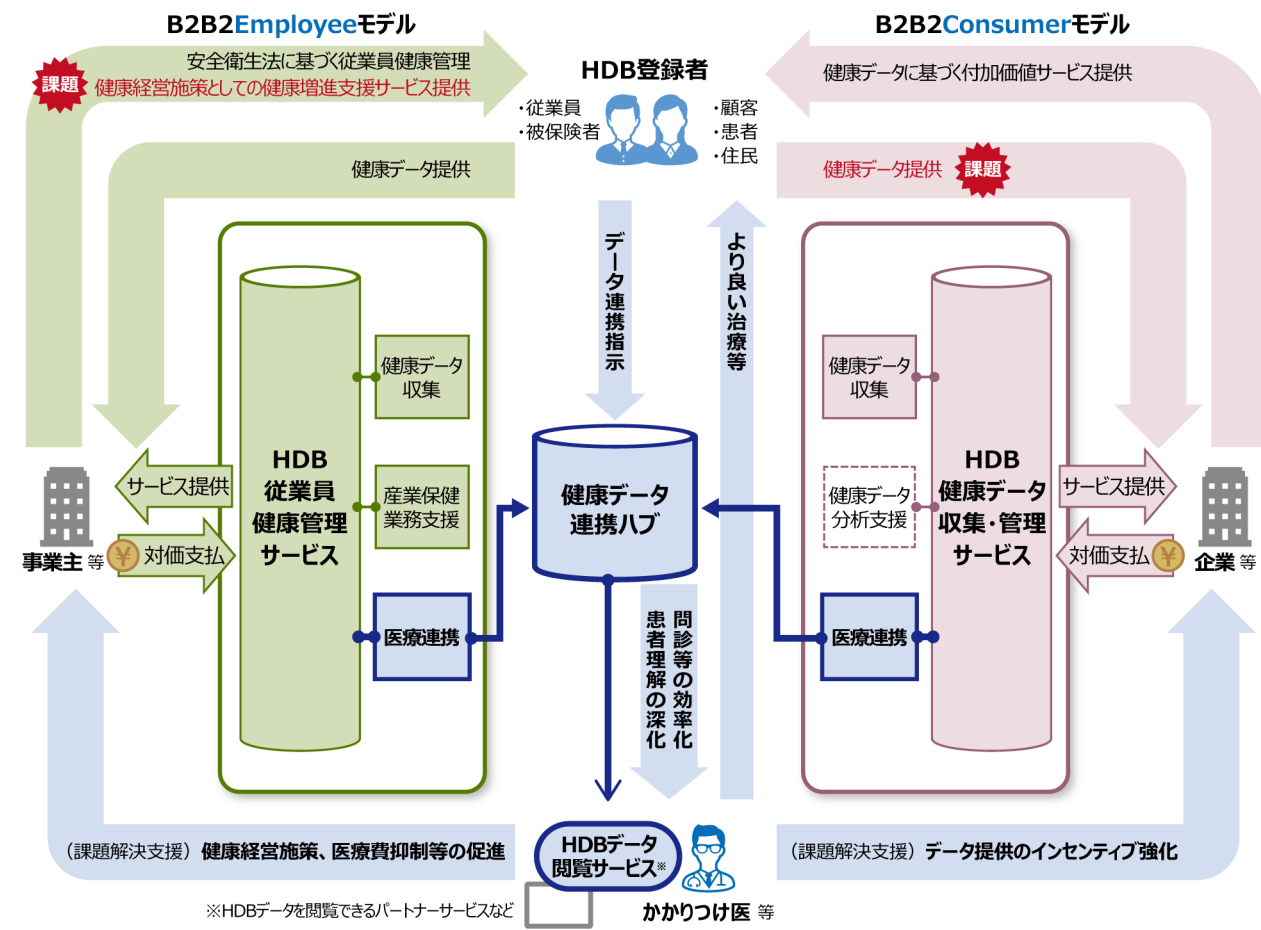 B2B2Employeeモデル
B2B2Consumerモデル
安全衛生法に基づく従業員健康管理
課題
健康経営施策としての健康増進支援サービス提供
HDB登録者
・従業員
・被保険者
・顧客
・患者
・住民
健康データに基づく付加価値サービス提供
健康データ提供
健康データ提供
課題
データ連携指示
より良い治療等
健康データ
収集
健康データ
収集
HDB
従業員
健康管理
サービス
産業保健
業務支援
健康データ
連携ハブ
健康データ
分析支援
HDB
健康データ
収集・管理
サービス
サービス提供
¥
対価支払
事業主 等
サービス提供
対価支払
¥
企業 等
医療連携
医療連携
問診等の効率化
患者理解の深化
(課題解決支援) 健康経営施策、医療費抑制等の促進
HDBデータ
閲覧サービス※
(課題解決支援) データ提供のインセンティブ強化
※HDBデータを閲覧できるパートナーサービスなど
かかりつけ医 等